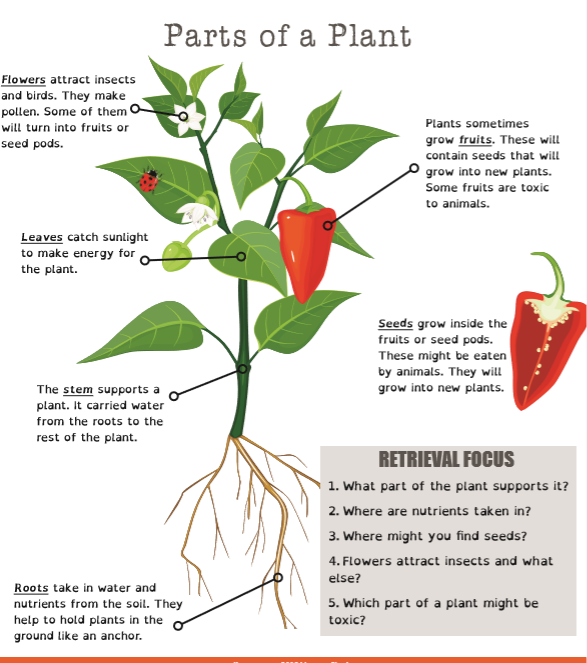 Parts of a Plant
Flowers attract insects
and birds. They make
pollen. Some of them
will turn into fruits or
seed pods.
Plants sometimes
grow fruits. These will
contain seeds that will
grow into new plants.
Some fruits are toxic
to animals.
Leaves catch sunlight
to make energy for
the plant.
Seeds grow inside the
fruits or seed pods.
These might be eaten
by animals. They will
grow into new plants.
The stem supports a
plant. It carried water
from the roots to the
rest of the plant.
RETRIEVAL FOCUS
1. What part of the plant supports it?
2. Where are nutrients taken in?
3. Where might you find seeds?
4. Flowers attract insects and what
else?
5. Which part of a plant might be
toxic?
Roots take in water and
nutrients from the soil. They
help to hold plants in the
ground like an anchor.